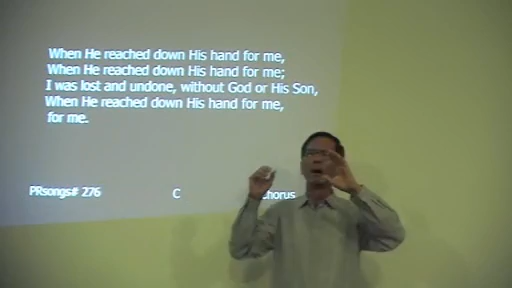 When He reached down His hand for me,
When He reached down His hand for me;
I was lost and undone, without God or His Son,
When He reached down His hand for me,
for me.
PRsongs# 276 C Chorus